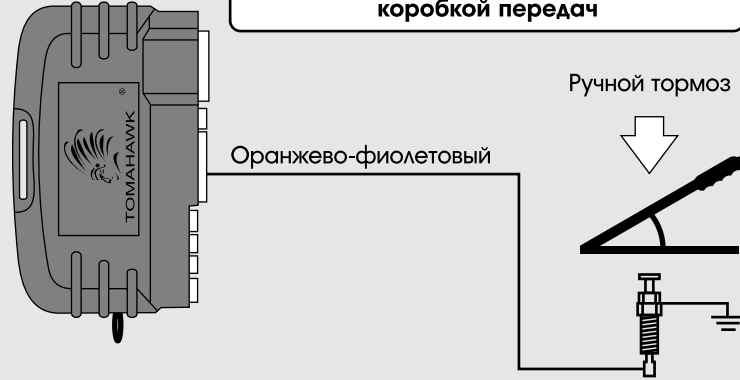 коробкой передач
Ручной тормоз
Оранжево-фиолетовый
TOMAHAWK
®